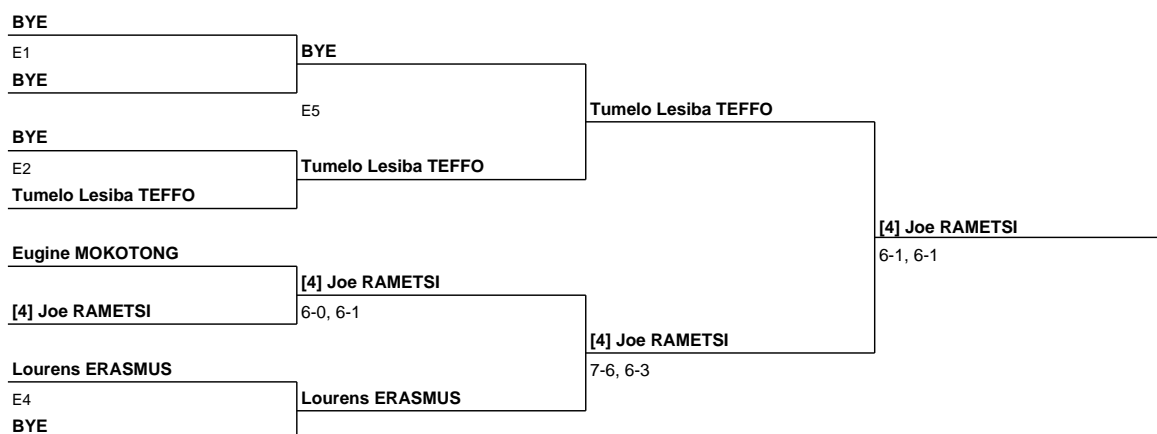 BYE
E1
BYE
BYE
E5
BYE
E2
Tumelo Lesiba TEFFO
Tumelo Lesiba TEFFO
Tumelo Lesiba TEFFO
Eugine MOKOTONG
[4] Joe RAMETSI
[4] Joe RAMETSI
6-0, 6-1
Lourens ERASMUS
E4
BYE
Lourens ERASMUS
[4] Joe RAMETSI
7-6, 6-3
[4] Joe RAMETSI
6-1, 6-1